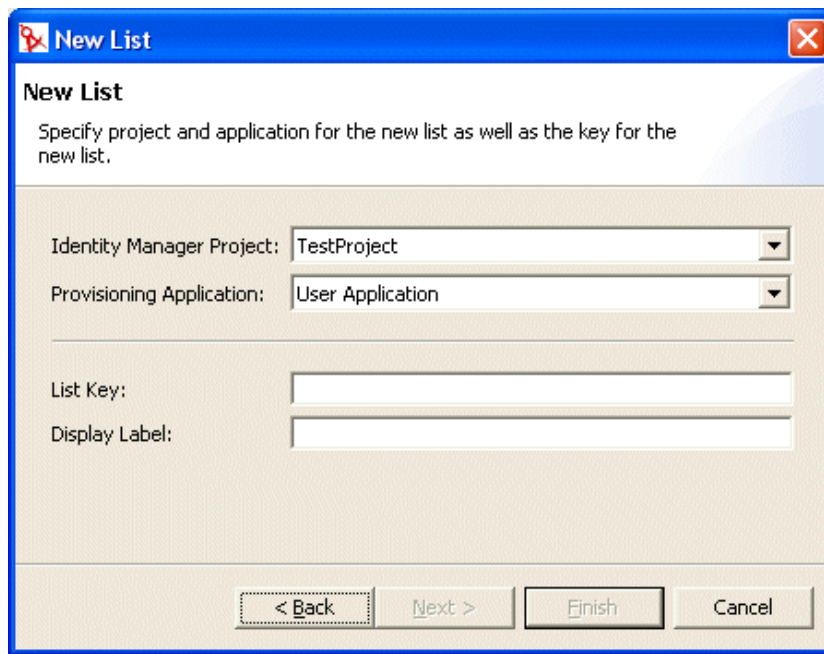 New List
New List
Specify project and application for the new list as well as the key for the
new list.
Identity Manager Project: TestProject
Provisioning Application: User Application
List Key:
Display Label:
< Back Next > Finish Cancel